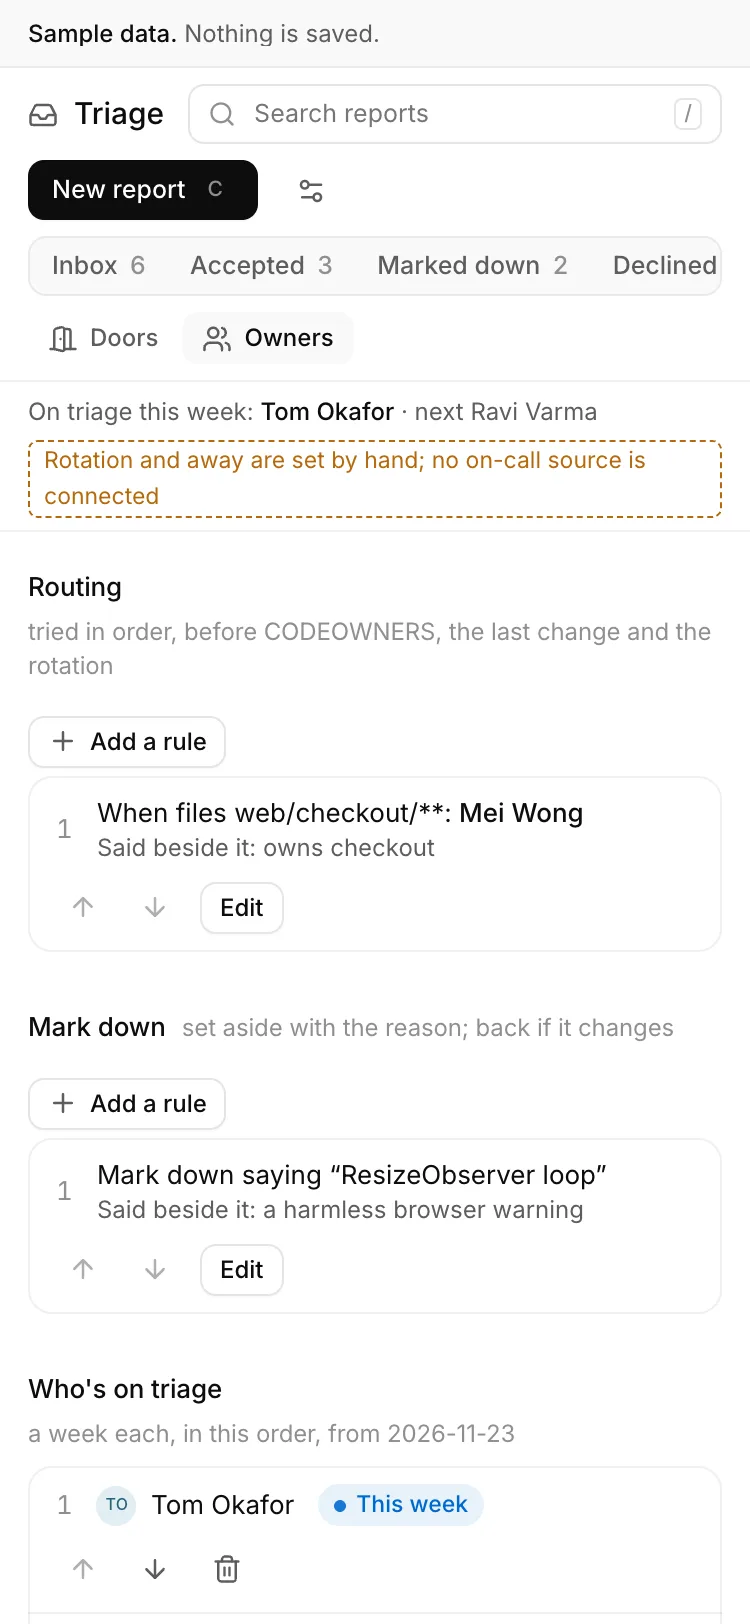 Sample data. Nothing is saved.
Triage
Search reports
/
New report C
Inbox 6 Accepted 3 Marked down 2 Declined
Doors Owners
On triage this week: Tom Okafor · next Ravi Varma
Rotation and away are set by hand; no on-call source is
connected
Routing
tried in order, before CODEOWNERS, the last change and the
rotation
+ Add a rule
1 When files web/checkout/**: Mei Wong
Said beside it: owns checkout
Edit
Mark down set aside with the reason; back if it changes
+ Add a rule
1 Mark down saying “ResizeObserver loop”
Said beside it: a harmless browser warning
Edit
Who's on triage
a week each, in this order, from 2026-11-23
1 TO Tom Okafor This week